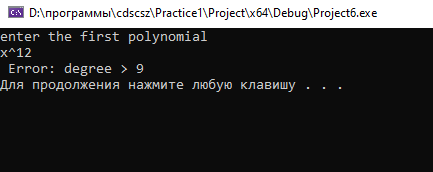 D:\программы\cdscsz\Practice1\Project\x64\Debug\Project6.exe
enter the first polynomial
x^12
 Error: degree > 9
Для продолжения нажмите любую клавишу . . .